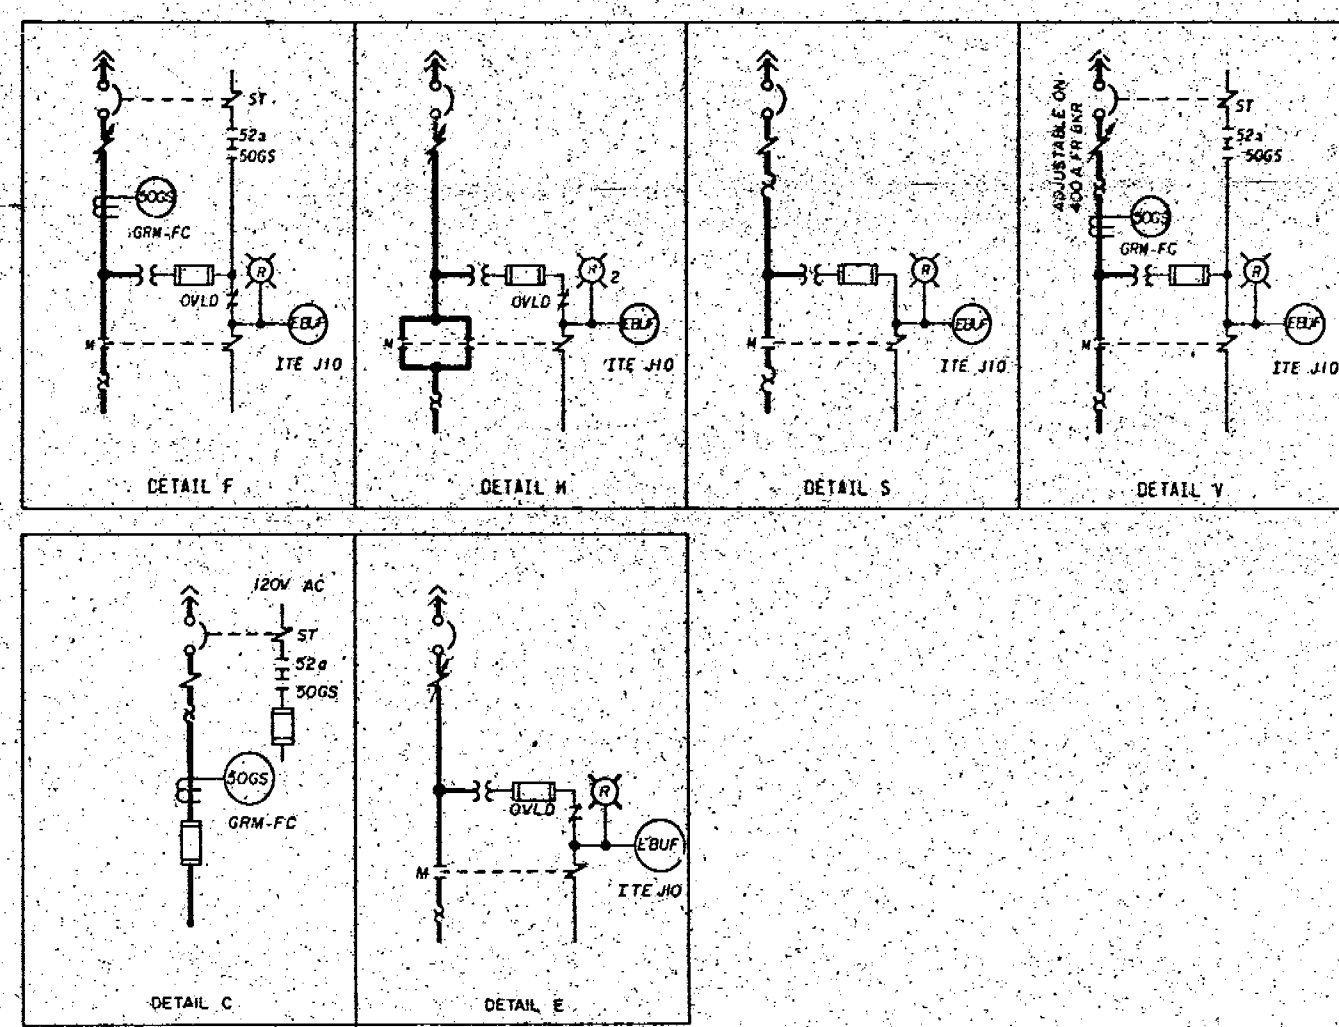 ST
52a
50GS
50GS
GRM-FC
R
OVLD
EBUF
M
ITE J10
DETAIL F
R
2
OVLD
EBUF
M
ITE J10
DETAIL
R
EBUF
M
ITE J10
DETAIL S
ADJUSTABLE ON
400 A FR BKR
ST
52a
50GS
50GS
GRM-FC
R
EBUF
M
ITE J10
DETAIL V
120V AC
ST
52a
50GS
50GS
GRM-FC
DETAIL C
R
OVLD
EBUF
M
ITE J10
DETAIL E